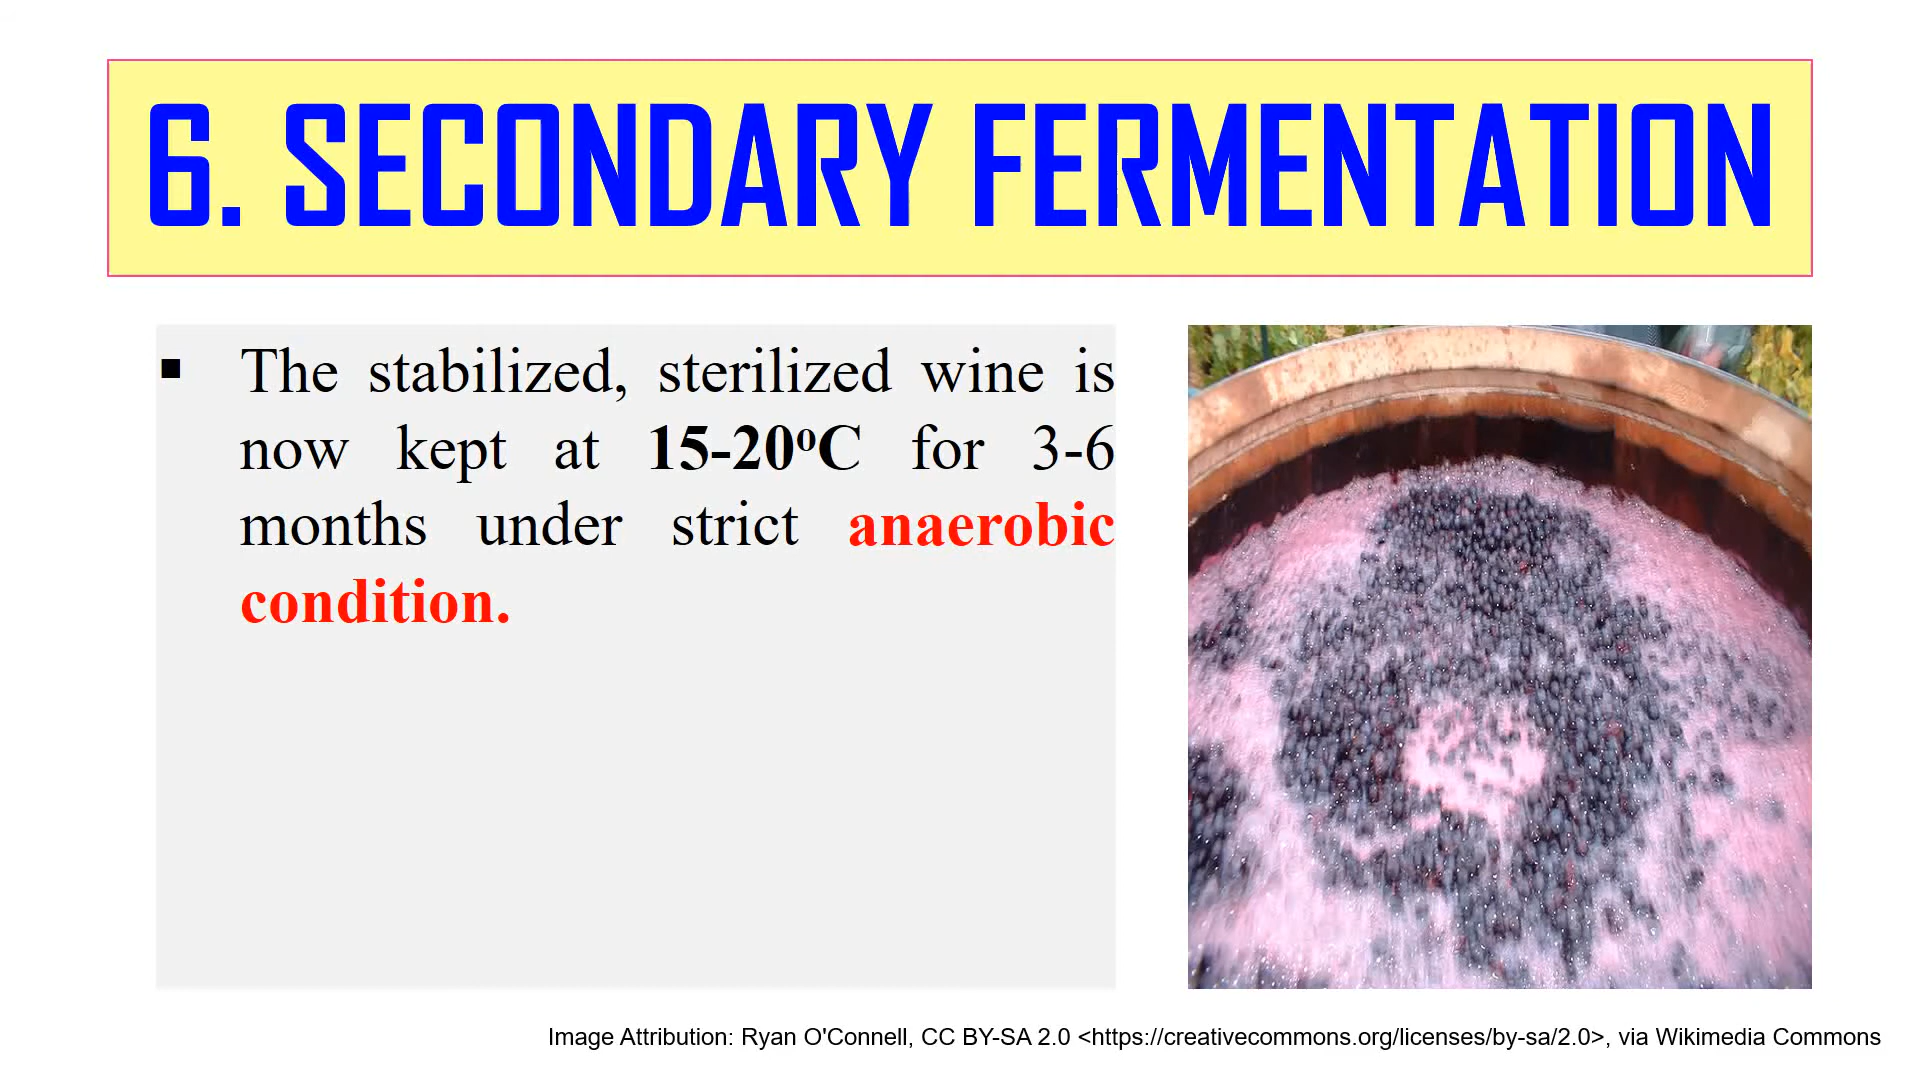 6. SECONDARY FERMENTATION
▪ The stabilized, sterilized wine is
now kept at 15-20ºC for 3-6
months under strict anaerobic
condition.
Image Attribution: Ryan O'Connell, CC BY-SA 2.0 <https://creativecommons.org/licenses/by-sa/2.0>, via Wikimedia Commons